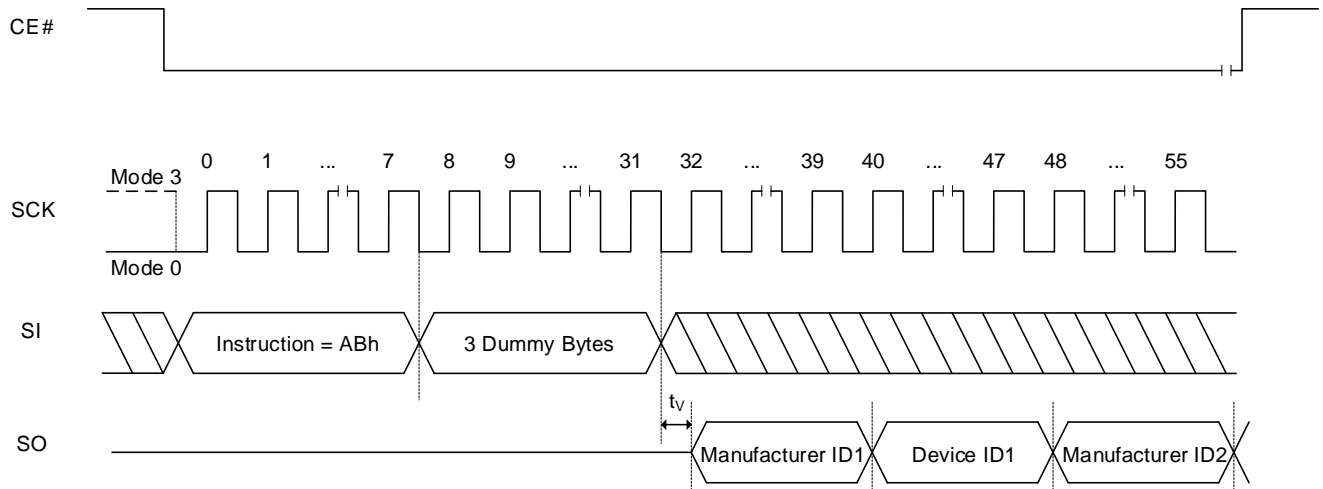 CE#
0 1 ... 7 8 9 ... 31 32 ... 39 40 ... 47 48 ... 55
Mode 3
SCK
Mode 0
SI
Instruction = ABh
3 Dummy Bytes
tV
SO
Manufacturer ID1
Device ID1
Manufacturer ID2